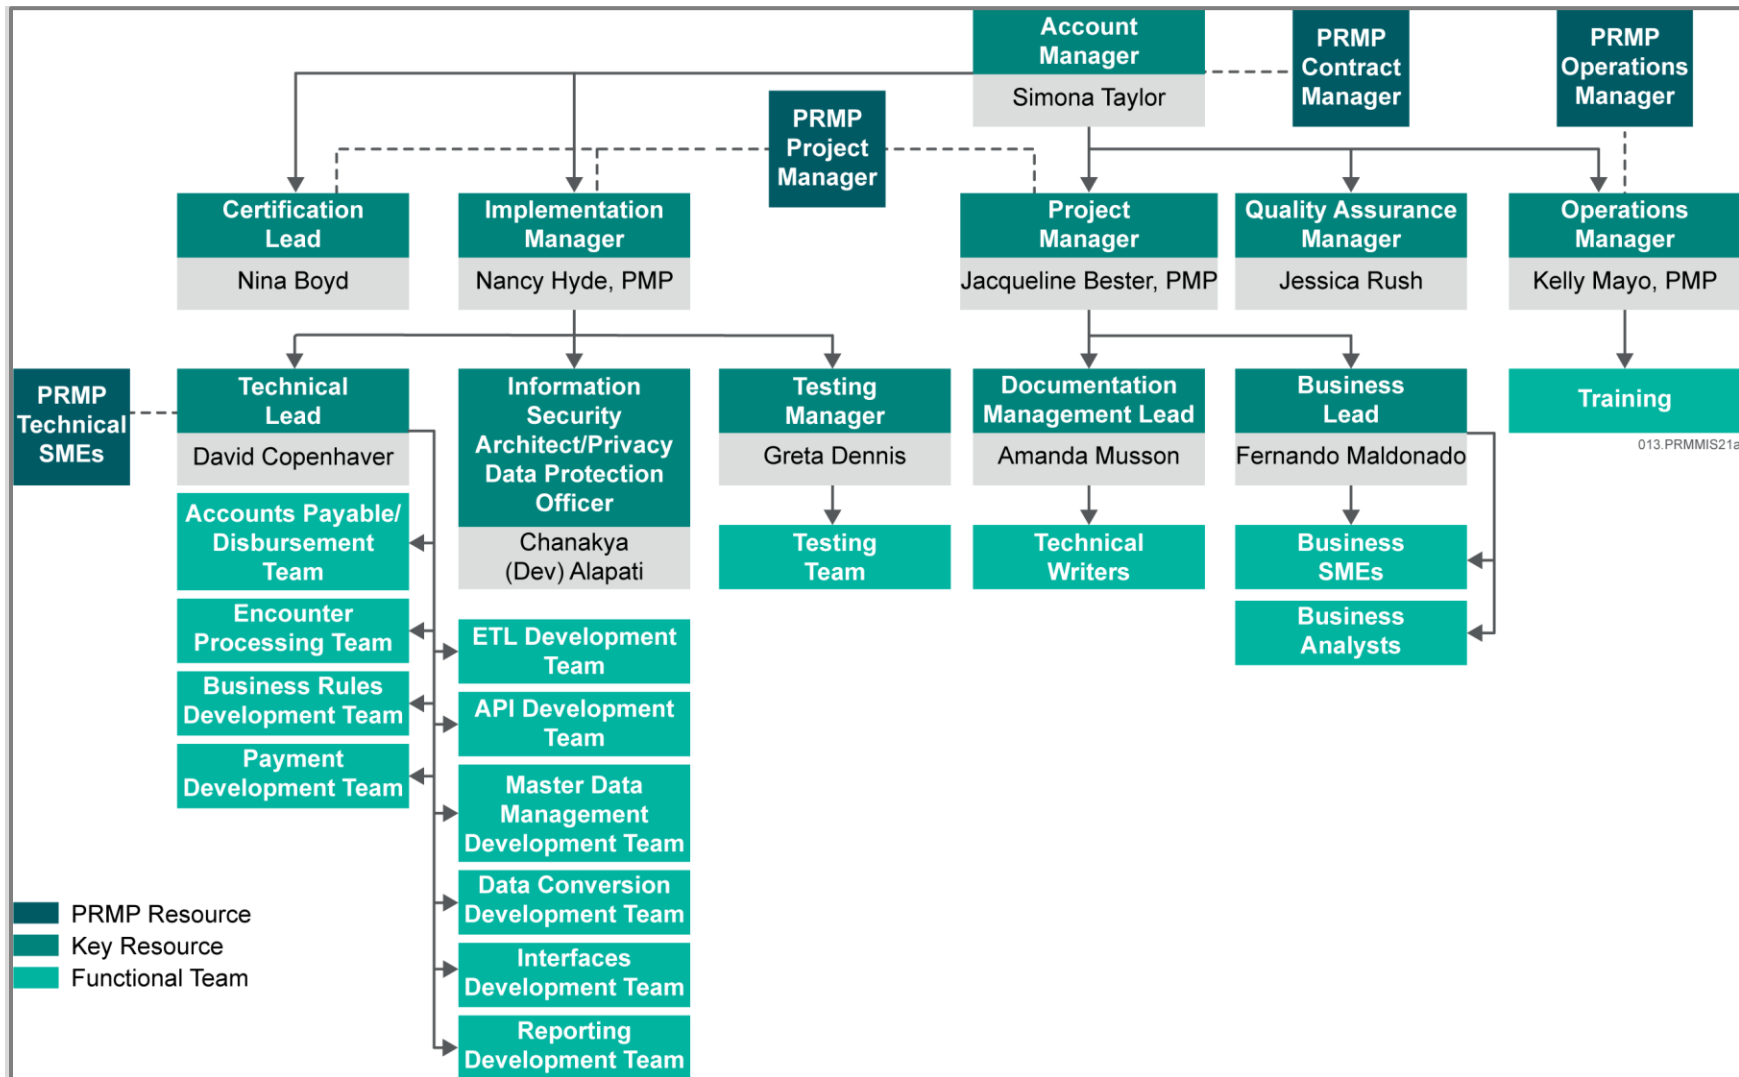 Account
Manager
Simona Taylor
PRMP
Contract
Manager
PRMP
Operations
Manager
PRMP
Project
Manager
Certification
Lead
Nina Boyd
Implementation
Manager
Nancy Hyde, PMP
Project
Manager
Jacqueline Bester, PMP
Quality Assurance
Manager
Jessica Rush
Operations
Manager
Kelly Mayo, PMP
PRMP
Technical
SMEs
Technical
Lead
David Copenhaver
Information
Security
Architect/Privacy
Data Protection
Officer
Chanakya
(Dev) Alapati
Testing
Manager
Greta Dennis
Documentation
Management Lead
Amanda Musson
Business
Lead
Fernando Maldonado
Training
013.PRMMIS21a
Accounts Payable/
Disbursement
Team
Encounter
Processing Team
Business Rules
Development Team
Payment
Development Team
Testing
Team
Technical
Writers
Business
SMEs
Business
Analysts
ETL Development
Team
API Development
Team
Master Data
Management
Development Team
Data Conversion
Development Team
Interfaces
Development Team
Reporting
Development Team
PRMP Resource
Key Resource
Functional Team